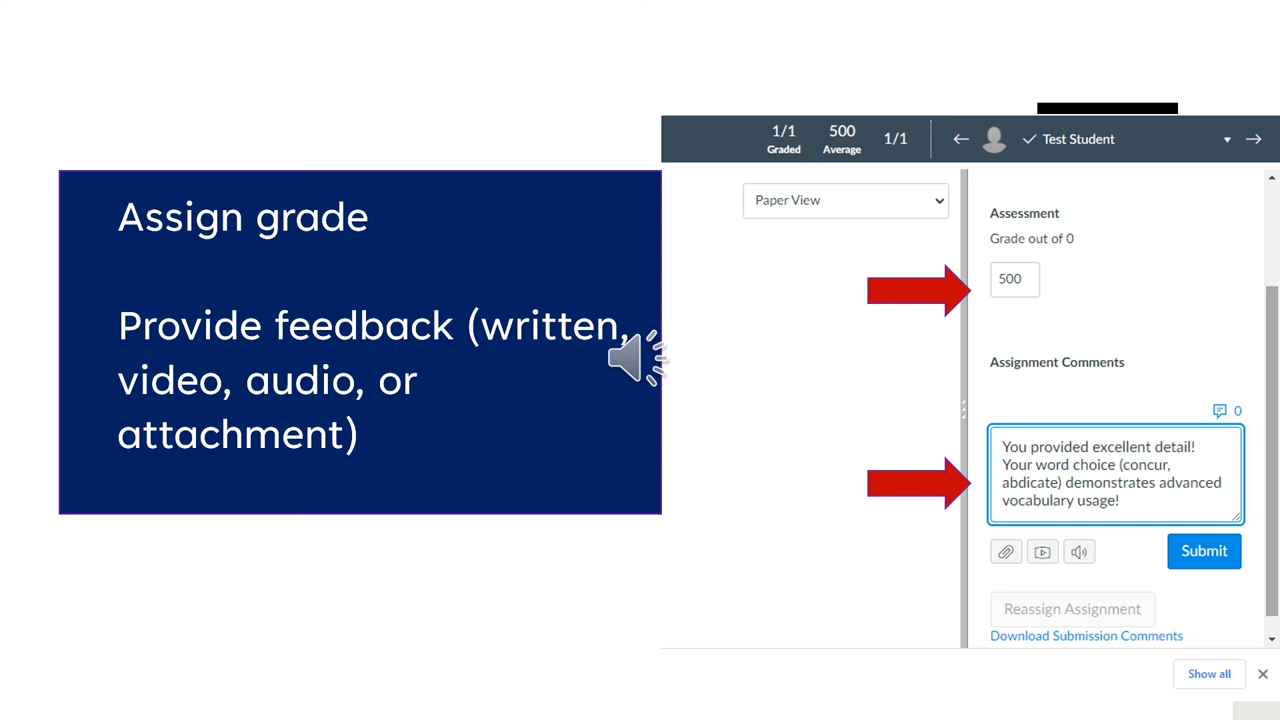 Assign grade
Provide feedback (written,
video, audio, or
attachment)
1/1
Graded
500
Average
1/1
Test Student
Paper View
Assessment
Grade out of 0
500
Assignment Comments
0
You provided excellent detail!
Your word choice (concur,
abdicate) demonstrates advanced
vocabulary usage!
Submit
Reassign Assignment
Download Submission Comments
Show all